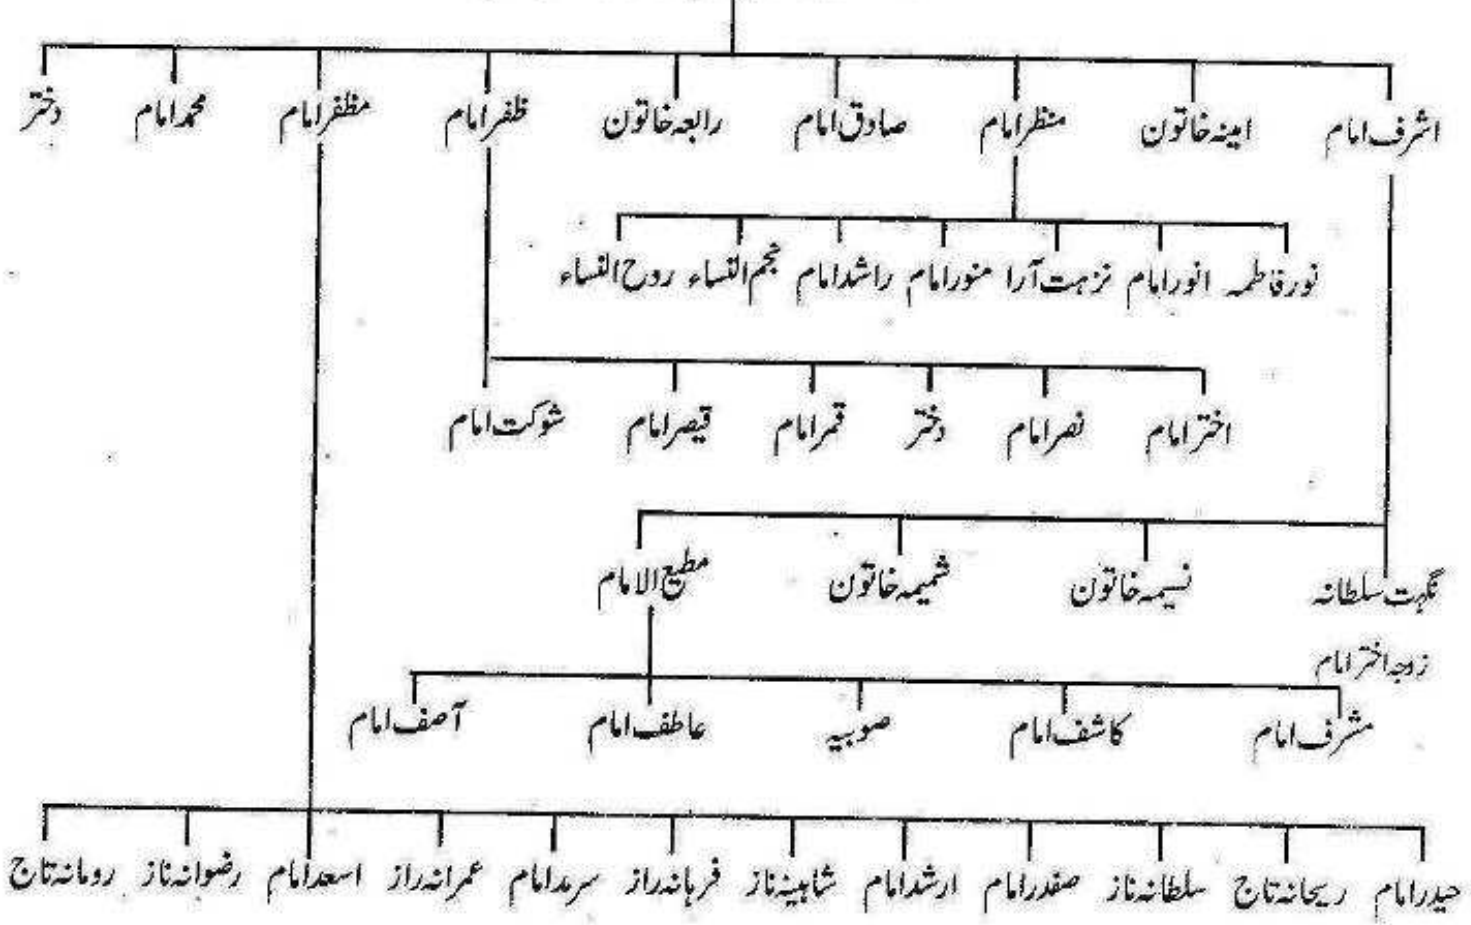 اشرف امام امینہ خاتون منظر امام صادق امام رابعہ خاتون ظفر امام مظفر امام محمد امام دختر
نور فاطمہ انور امام نزہت آرا منور امام راشد امام نجم النساء روح النساء
اختر امام نصر امام دختر قمر امام قیصر امام شوکت امام
نگہت سلطانہ نسیمہ خاتون شمیمہ خاتون مطیع الامام
زوجہ اختر امام
مشرف امام کاشف امام صوبیہ عاطف امام آصف امام
حیدر امام ریحانہ تاج سلطانہ ناز صفدر امام ارشد امام شاہینہ ناز فرہانہ راز سرمد امام عمرانہ راز اسعد امام رضوانہ ناز رومانہ تاج